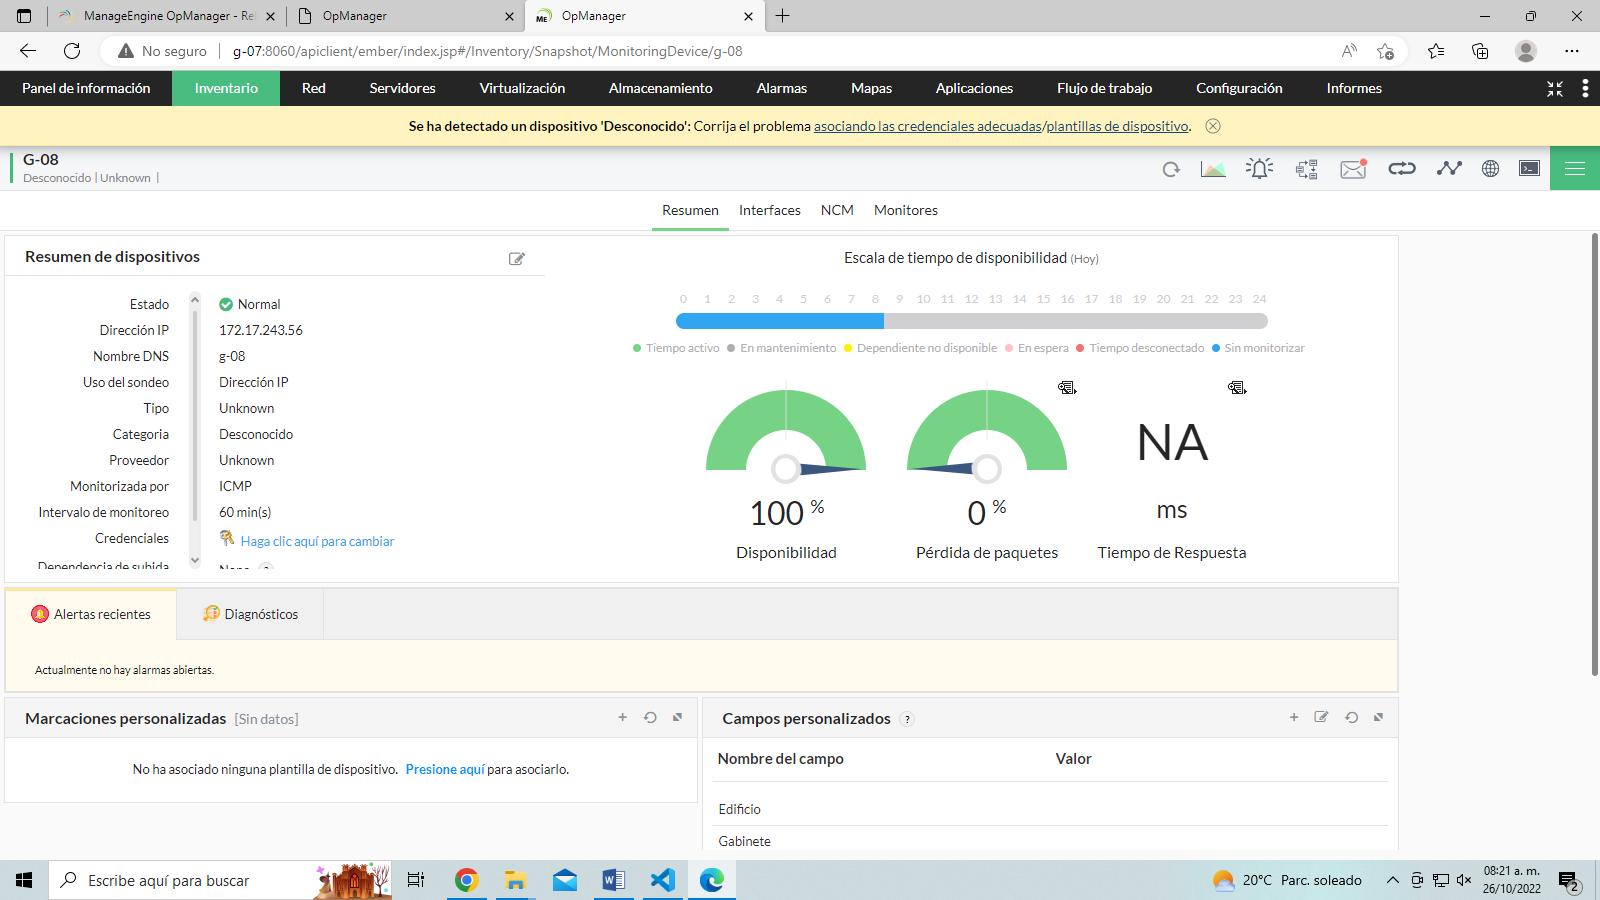 ManageEngine OpManager - Re
OpManager
OpManager
No seguro
g-07:8060/apiclient/ember/index.jsp#/Inventory/Snapshot/MonitoringDevice/g-08
Panel de información
Inventario
Red
Servidores
Virtualización
Almacenamiento
Alarmas
Mapas
Aplicaciones
Flujo de trabajo
Configuración
Informes
Se ha detectado un dispositivo 'Desconocido': Corrija el problema asociando las credenciales adecuadas/plantillas de dispositivo.
G-08
Desconocido | Unknown |
Resumen
Interfaces
NCM
Monitores
Resumen de dispositivos
Estado Normal
Dirección IP 172.17.243.56
Nombre DNS g-08
Uso del sondeo Dirección IP
Tipo Unknown
Categoria Desconocido
Proveedor Unknown
Monitorizada por ICMP
Intervalo de monitoreo 60 min(s)
Credenciales Haga clic aquí para cambiar
Dependencia de subida None ?
Escala de tiempo de disponibilidad (Hoy)
0 1 2 3 4 5 6 7 8 9 10 11 12 13 14 15 16 17 18 19 20 21 22 23 24
Tiempo activo En mantenimiento Dependiente no disponible En espera Tiempo desconectado Sin monitorizar
100 %
Disponibilidad
0 %
Pérdida de paquetes
NA
ms
Tiempo de Respuesta
Alertas recientes
Diagnósticos
Actualmente no hay alarmas abiertas.
Marcaciones personalizadas [Sin datos]
No ha asociado ninguna plantilla de dispositivo. Presione aquí para asociarlo.
Campos personalizados ?
Nombre del campo Valor
Edificio
Gabinete
Escribe aquí para buscar
20°C Parc. soleado
08:21 a. m.
26/10/2022
2